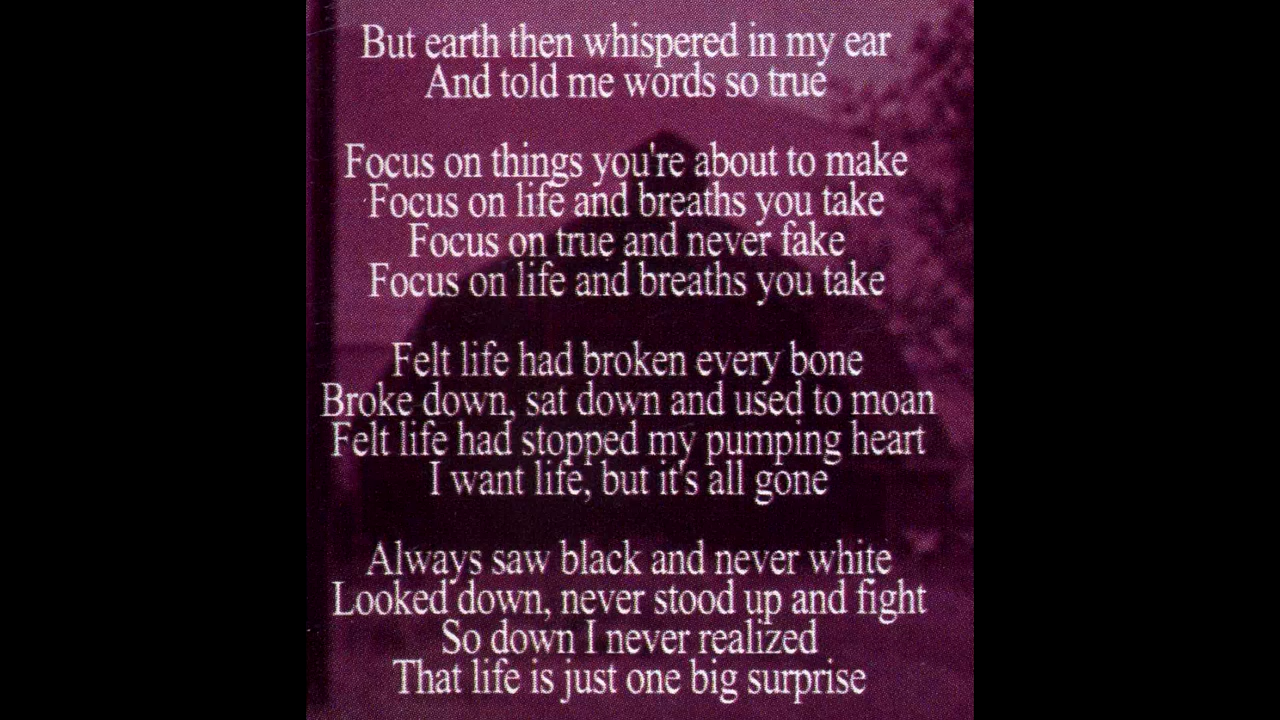 But earth then whispered in my ear
And told me words so true
Focus on things you're about to make
Focus on life and breaths you take
Focus on true and never fake
Focus on life and breaths you take
Felt life had broken every bone
Broke down, sat down and used to moan
Felt life had stopped my pumping heart
I want life, but it's all gone
Always saw black and never white
Looked down, never stood up and fight
So down I never realized
That life is just one big surprise